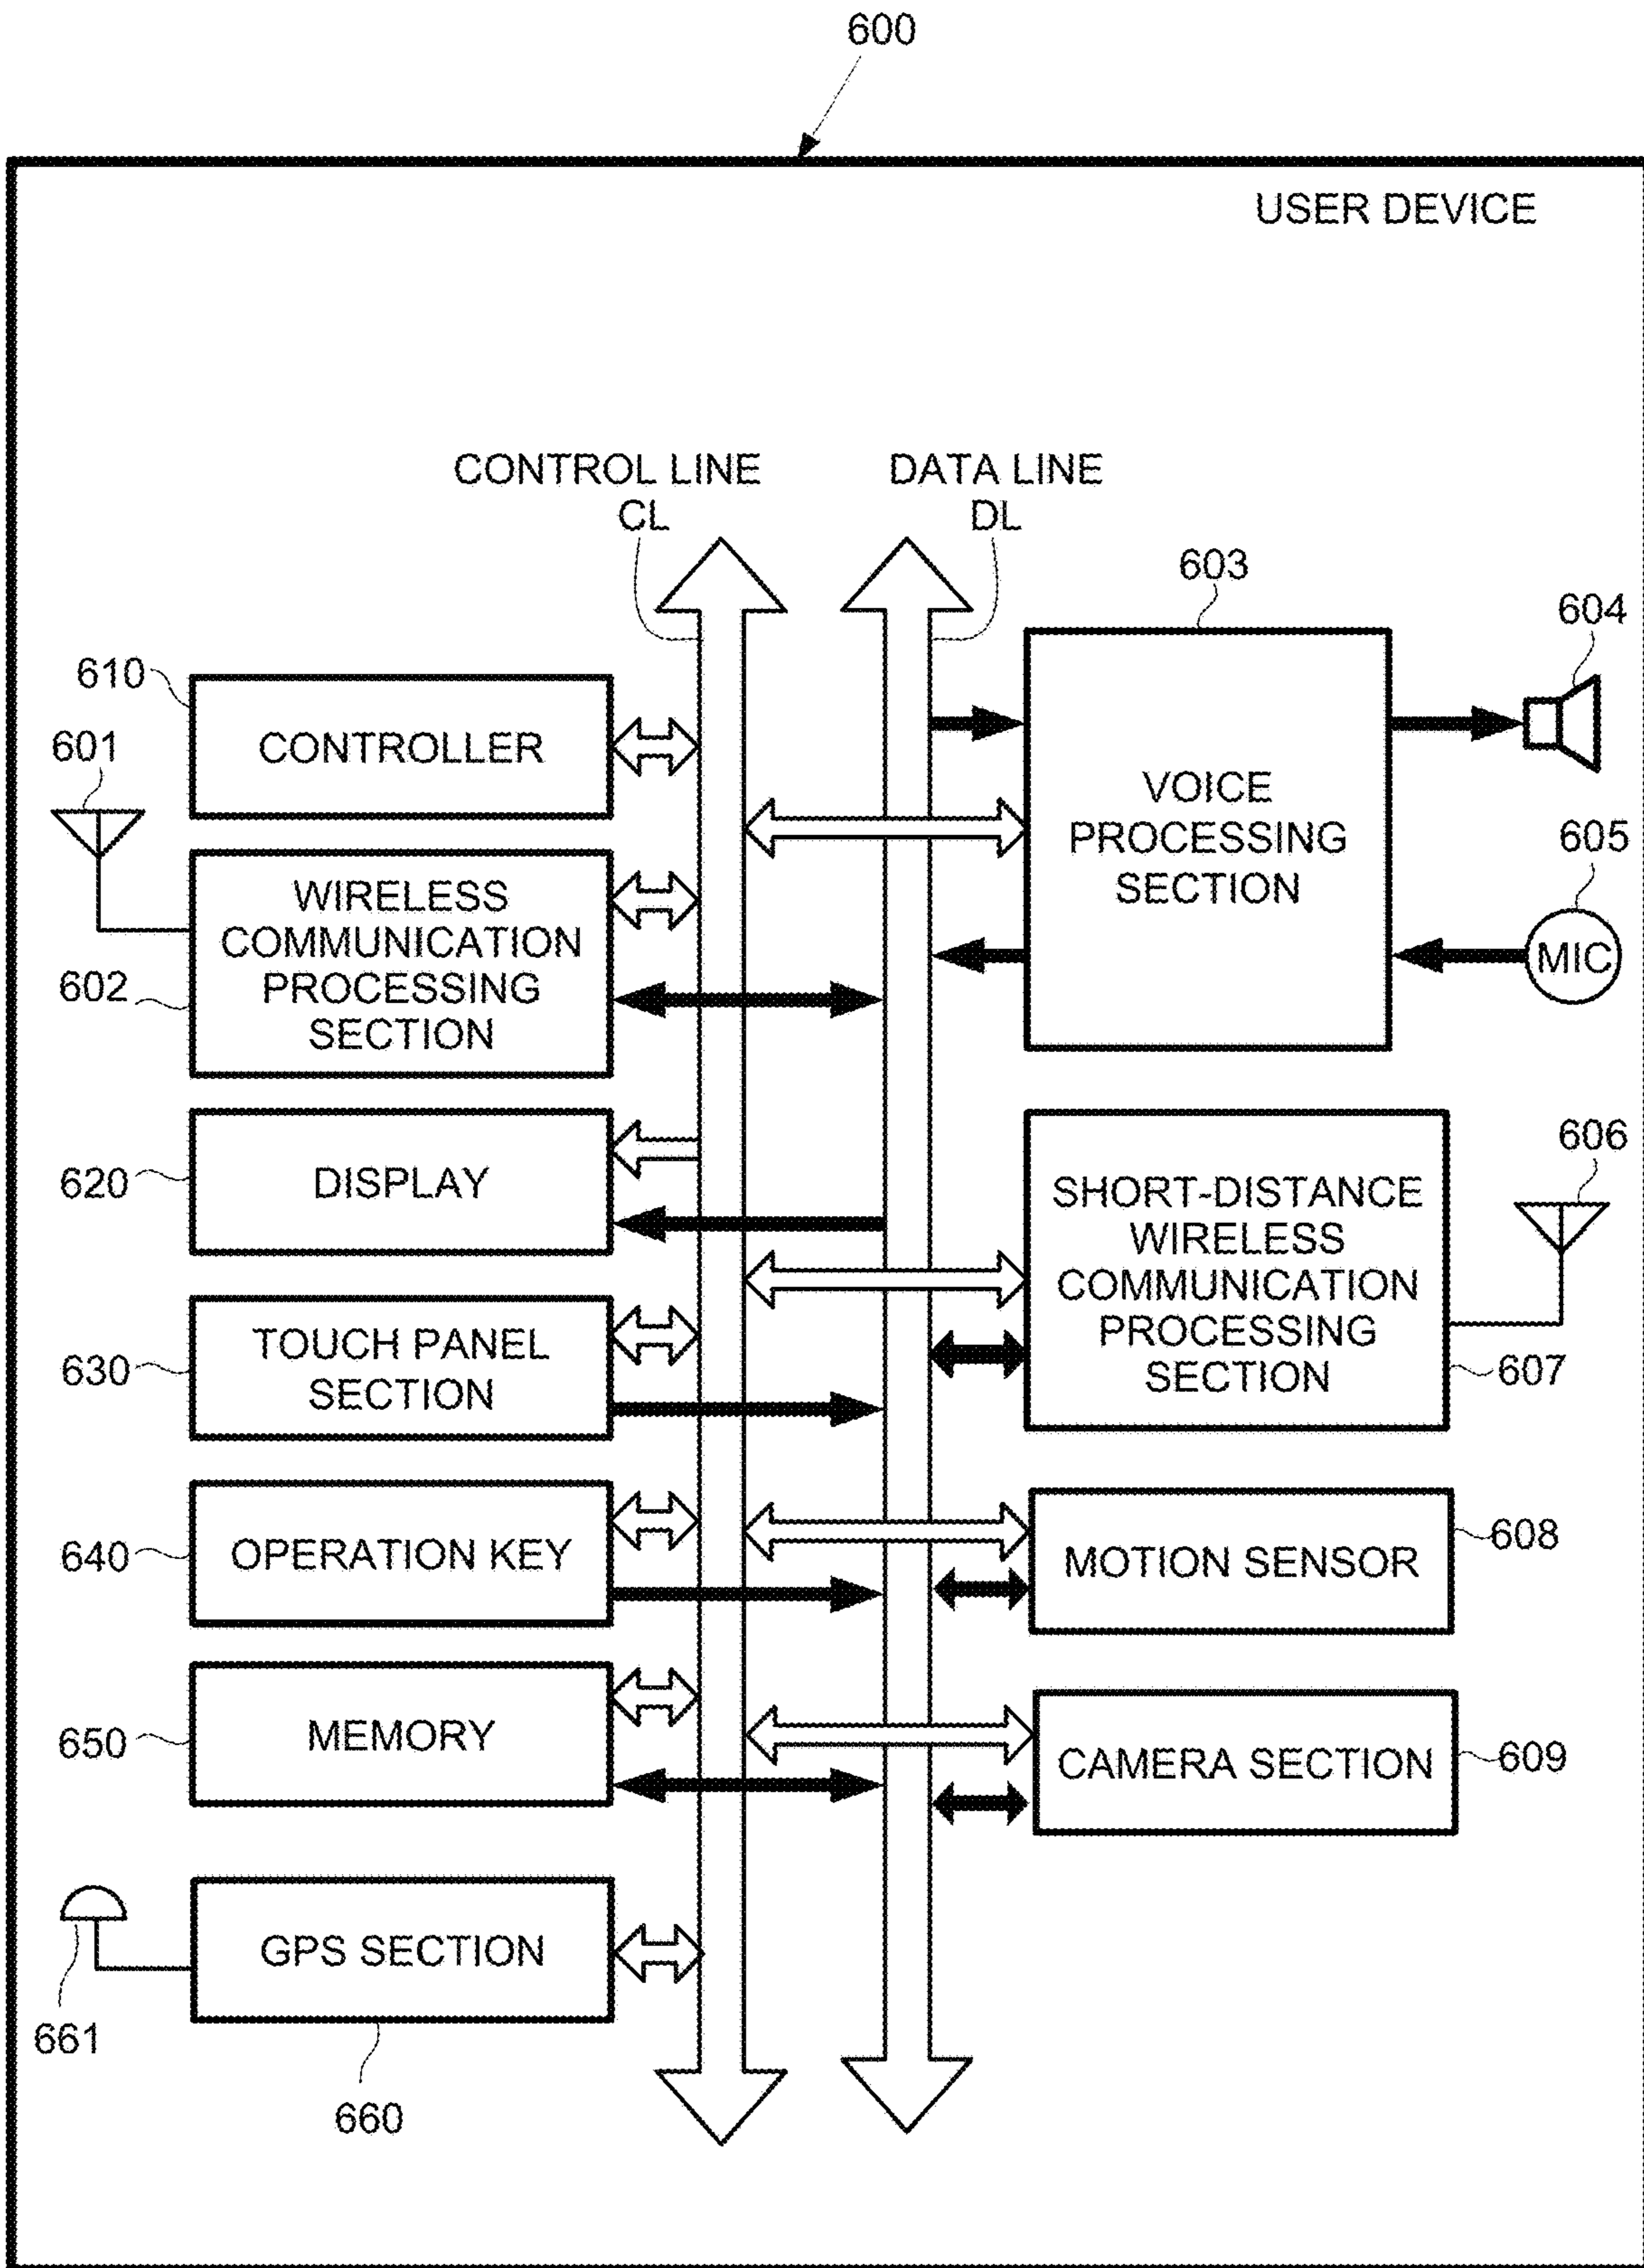 600
USER DEVICE
CONTROL LINE
CL
DATA LINE
DL
610
CONTROLLER
601
WIRELESS
COMMUNICATION
PROCESSING
SECTION
602
620
DISPLAY
630
TOUCH PANEL
SECTION
640
OPERATION KEY
650
MEMORY
661
GPS SECTION
660
603
VOICE
PROCESSING
SECTION
604
605
MIC
606
SHORT-DISTANCE
WIRELESS
COMMUNICATION
PROCESSING
SECTION
607
MOTION SENSOR
608
CAMERA SECTION
609